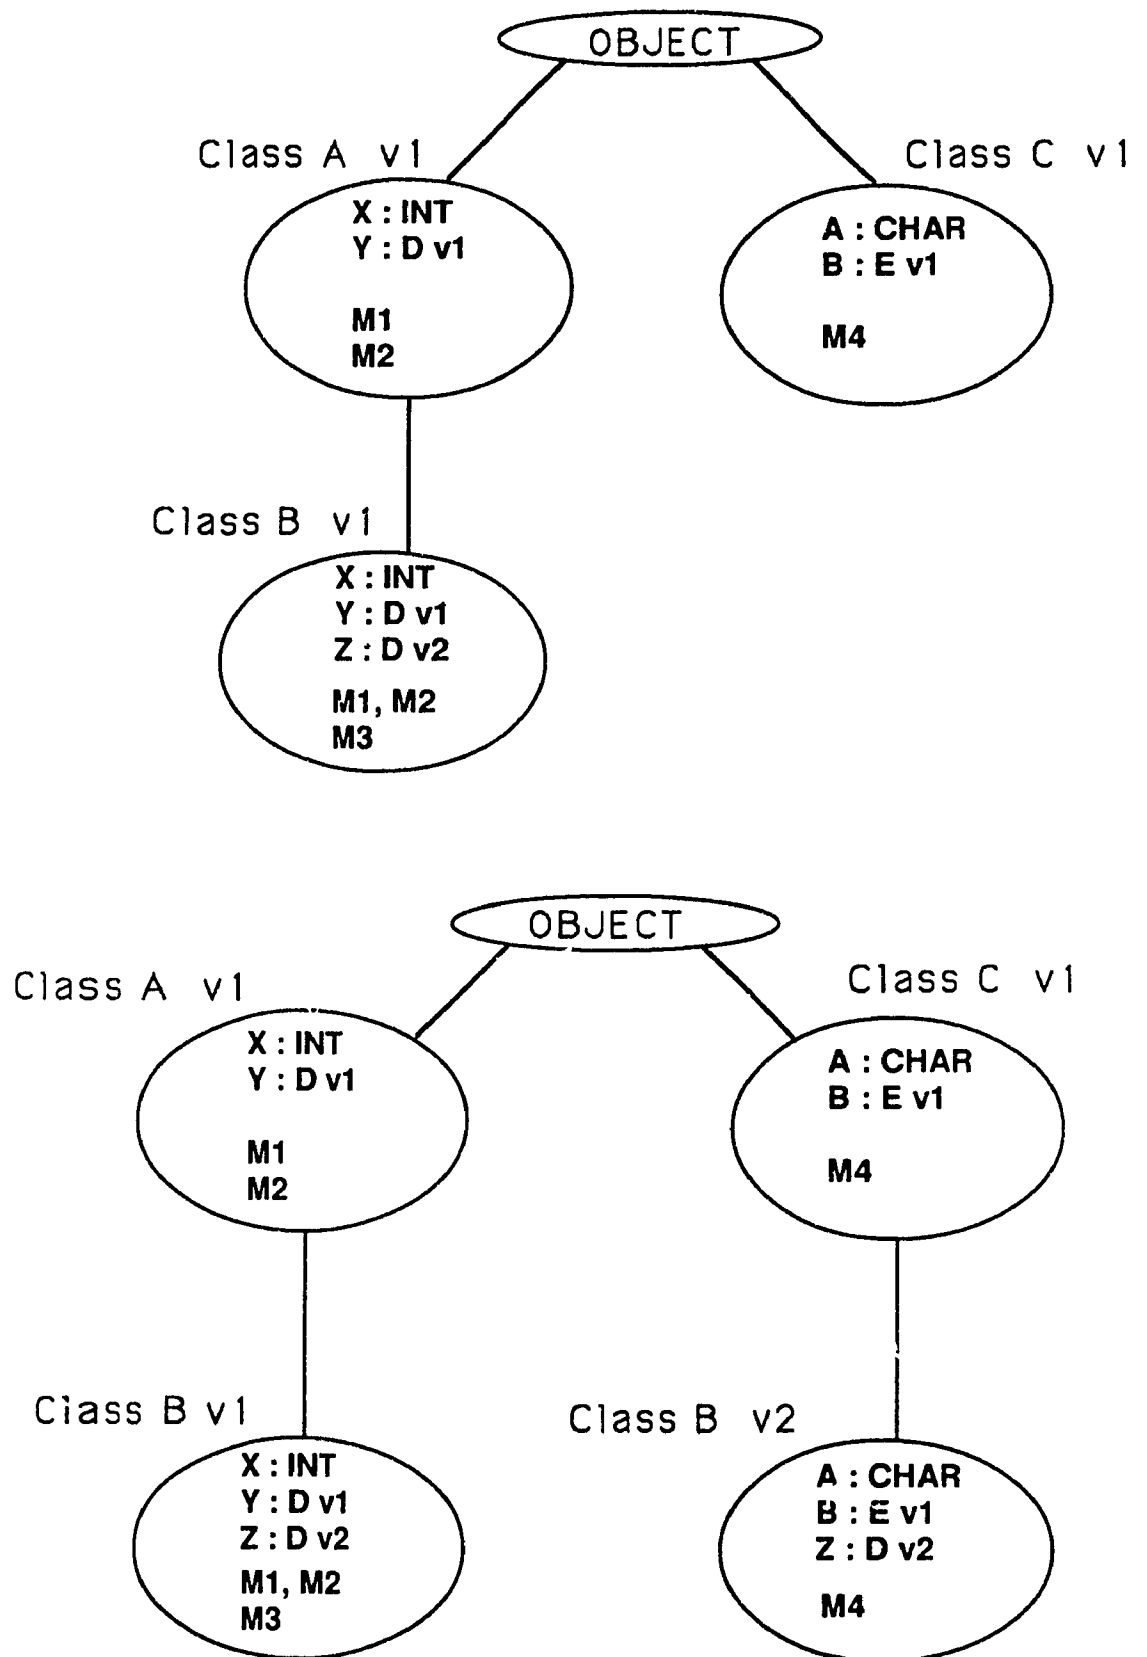 OBJECT
Class A v1
X : INT
Y : D v1
M1
M2
Class C v1
A : CHAR
B : E v1
M4
Class B v1
X : INT
Y : D v1
Z : D v2
M1, M2
M3
OBJECT
Class A v1
X : INT
Y : D v1
M1
M2
Class C v1
A : CHAR
B : E v1
M4
Class B v1
X : INT
Y : D v1
Z : D v2
M1, M2
M3
Class B v2
A : CHAR
B : E v1
Z : D v2
M4